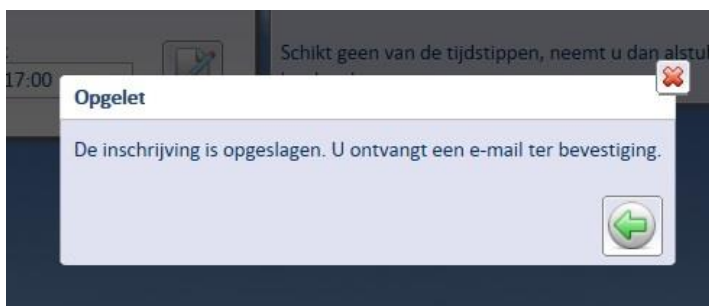 Schikt geen van de tijdstippen, neemt u dan
17:00
Opgelet
De inschrijving is opgeslagen. U ontvangt een e-mail ter bevestiging.